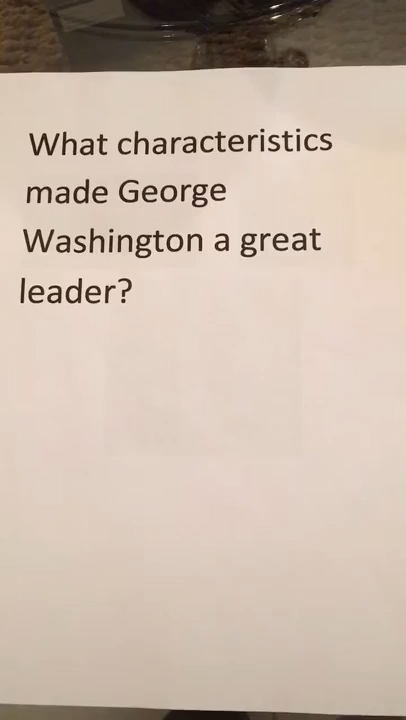 What characteristics
made George
Washington a great
leader?